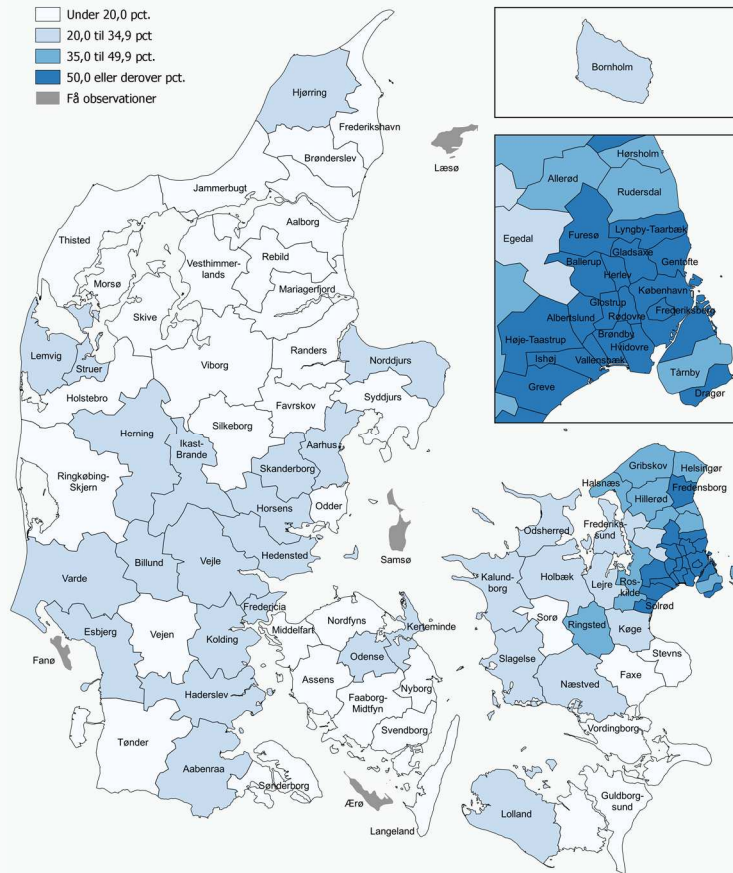 Under 20,0 pct.
20,0 til 34,9 pct
35,0 til 49,9 pct.
50,0 eller derover pct.
Få observationer
Hjørring
Frederikshavn
Brønderslev
Læsø
Jammerbugt
Aalborg
Thisted
Vesthimmer-
lands
Rebild
Morsø
Mariagerfjord
Skive
Lemvig
Struer
Viborg
Randers
Norddjurs
Holstebro
Syddjurs
Favrskov
Silkeborg
Herning
Ikast-
Brande
Aarhus
Skanderborg
Ringkøbing-
Skjern
Horsens
Odder
Samsø
Hedensted
Varde
Billund
Vejle
Fredericia
Esbjerg
Vejen
Kolding
Middelfart
Nordfyns
Kerteminde
Odense
Fanø
Haderslev
Assens
Faaborg-
Midtfyn
Nyborg
Svendborg
Tønder
Aabenraa
Sønderborg
Ærø
Langeland
Bornholm
Hørsholm
Allerød
Rudersdal
Egedal
Furesø
Lyngby-Taarbæk
Gladsaxe
Ballerup
Gentofte
Herlev
København
Glostrup
Frederiksberg
Albertslund
Rødovre
Brøndby
Høje-Taastrup
Hvidovre
Ishøj
Vallensbæk
Tårnby
Greve
Dragør
Gribskov
Helsingør
Halsnæs
Fredensborg
Hillerød
Odsherred
Frederiks-
sund
Kalund-
borg
Holbæk
Lejre
Ros-
kilde
Solrød
Sorø
Ringsted
Køge
Stevns
Slagelse
Næstved
Faxe
Vordingborg
Lolland
Guldborg-
sund